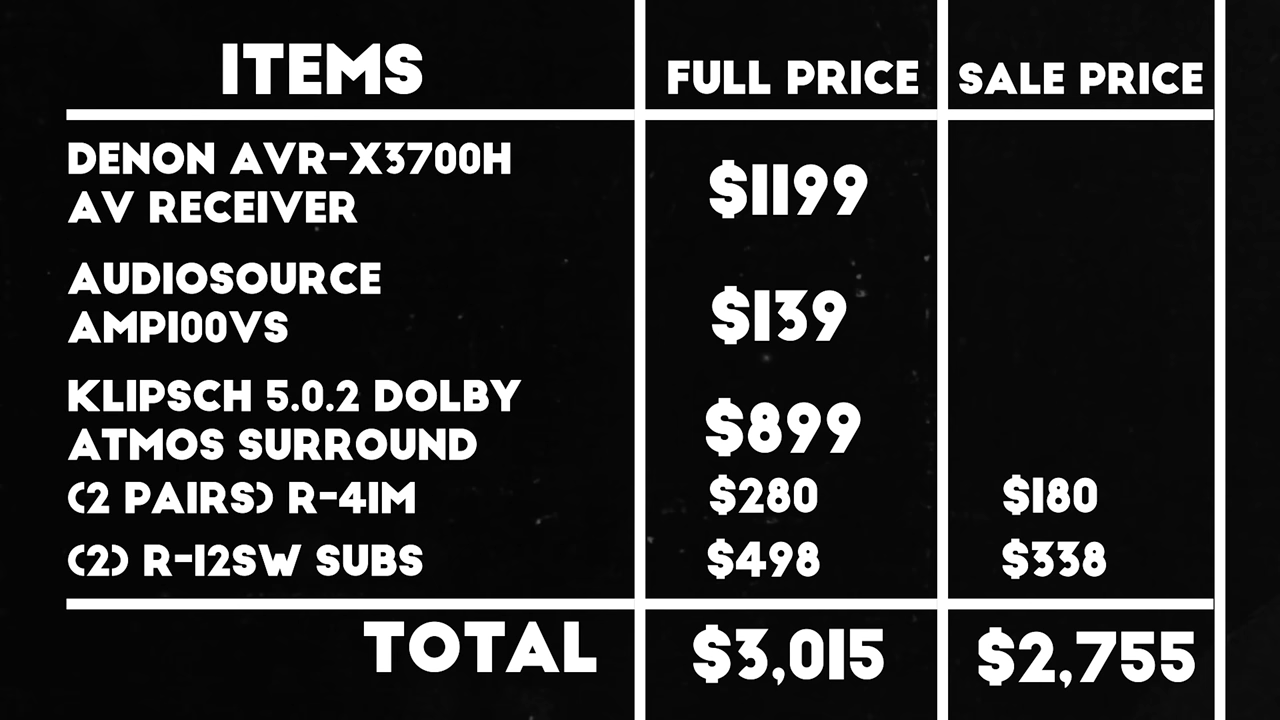 ITEMS FULL PRICE SALE PRICE
DENON AVR-X3700H
AV RECEIVER
$1199
AUDIOSOURCE
AMP100VS
$139
KLIPSCH 5.0.2 DOLBY
ATMOS SURROUND
$899
(2 PAIRS) R-41M $280 $180
(2) R-12SW SUBS $498 $338
TOTAL $3,015 $2,755